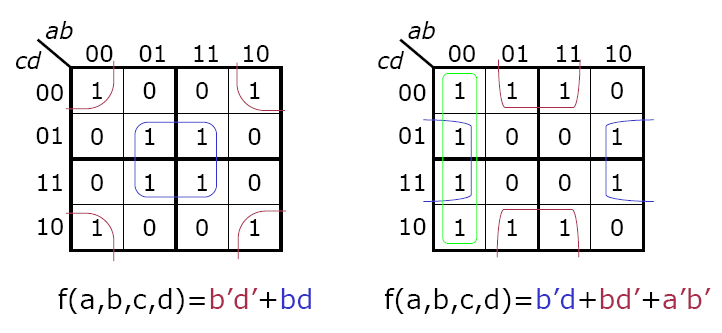 ab
cd
00 01 11 10
00 1 0 0 1
01 0 1 1 0
11 0 1 1 0
10 1 0 0 1
f(a,b,c,d)=b’d’+bd
ab
cd
00 01 11 10
00 1 1 1 0
01 1 0 0 1
11 1 0 0 1
10 1 1 1 0
f(a,b,c,d)=b’d+bd’+a’b’